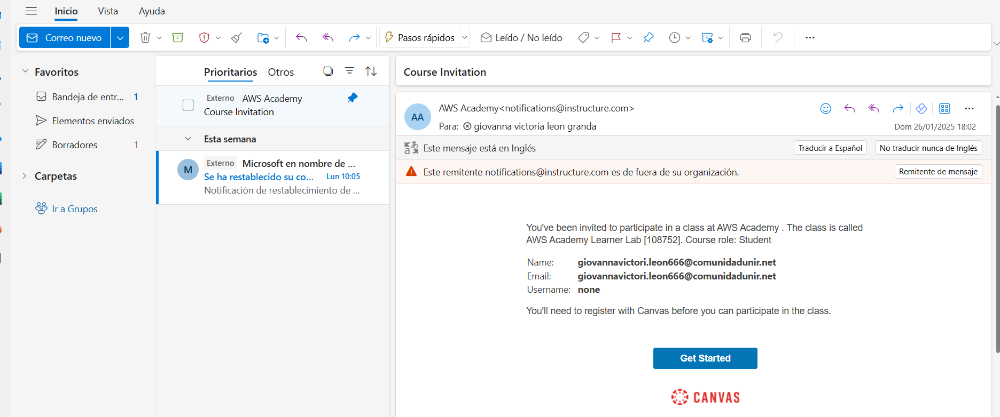 Inicio Vista Ayuda
Correo nuevo Pasos rápidos Leído / No leído
Favoritos
Bandeja de entr... 1
Elementos enviados
Borradores 1
Carpetas
Ir a Grupos
Prioritarios Otros
Externo AWS Academy
Course Invitation
Esta semana
M
Externo Microsoft en nombre de ...
Se ha restablecido su co... Lun 10:05
Notificación de restablecimiento de ...
Course Invitation
AA
AWS Academy<notifications@instructure.com>
Para: giovanna victoria leon granda
Dom 26/01/2025 18:02
Este mensaje está en Inglés Traducir a Español No traducir nunca de Inglés
Este remitente notifications@instructure.com es de fuera de su organización. Remitente de mensaje
You've been invited to participate in a class at AWS Academy . The class is called
AWS Academy Learner Lab [108752]. Course role: Student
Name: giovannavictori.leon666@comunidadunir.net
Email: giovannavictori.leon666@comunidadunir.net
Username: none
You'll need to register with Canvas before you can participate in the class.
Get Started
CANVAS